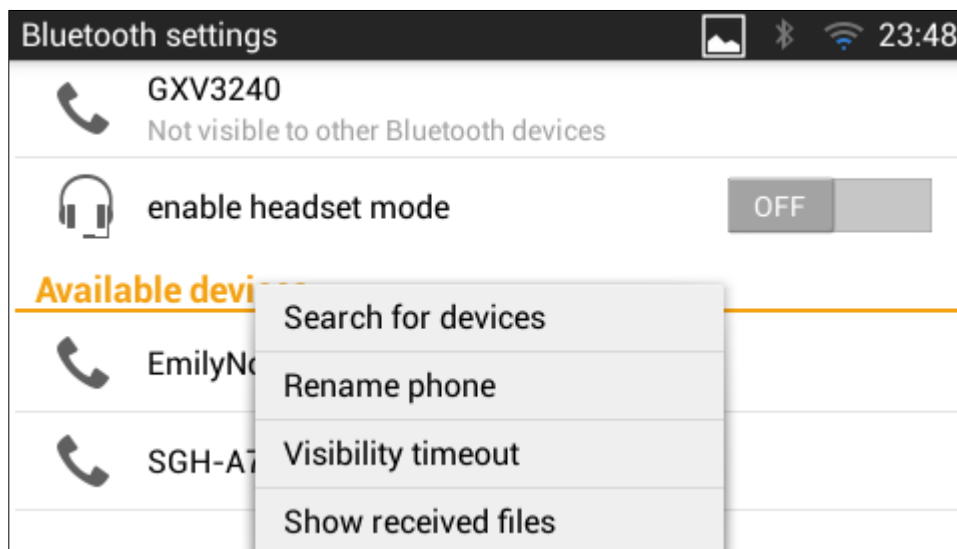 Bluetooth settings 23:48
GXV3240
Not visible to other Bluetooth devices
enable headset mode OFF
Available
Search for devices
Rename phone
Visibility timeout
Show received files